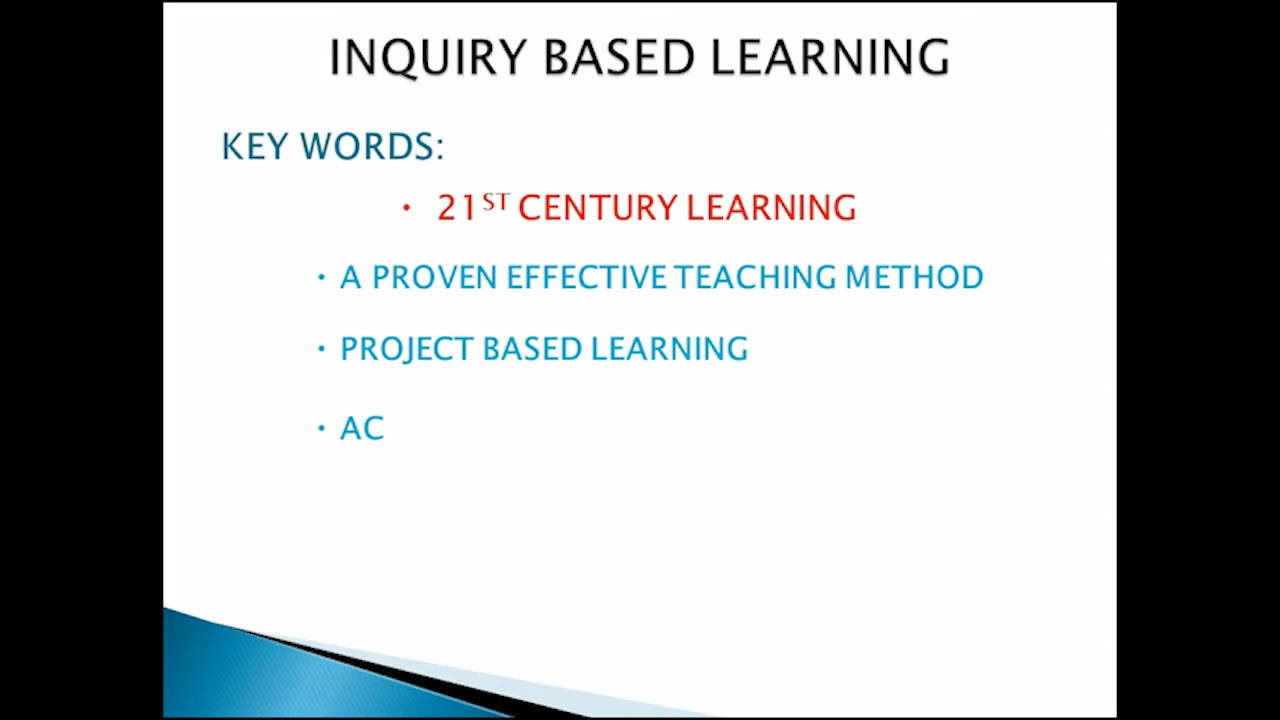 INQUIRY BASED LEARNING
KEY WORDS:
• 21ST CENTURY LEARNING
• A PROVEN EFFECTIVE TEACHING METHOD
• PROJECT BASED LEARNING
• AC